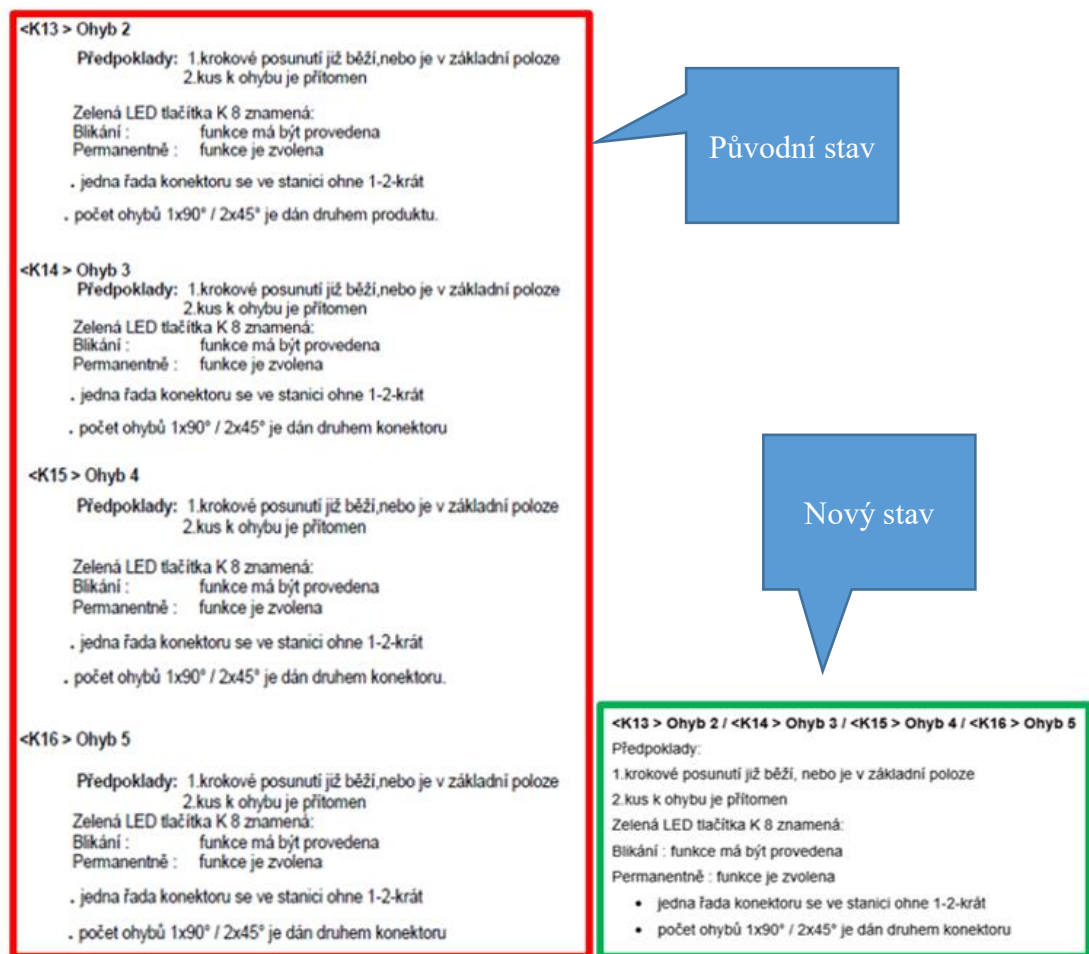 <K13 > Ohyb 2
Předpoklady: 1.krokové posunutí již běží,nebo je v základní poloze
2.kus k ohybu je přítomen
Zelená LED tlačítka K 8 znamená:
Blikání : funkce má být provedena
Permanentně : funkce je zvolena
. jedna řada konektoru se ve stanici ohne 1-2-krát
. počet ohybů 1x90° / 2x45° je dán druhem produktu.
<K14 > Ohyb 3
Předpoklady: 1.krokové posunutí již běží,nebo je v základní poloze
2.kus k ohybu je přítomen
Zelená LED tlačítka K 8 znamená:
Blikání : funkce má být provedena
Permanentně : funkce je zvolena
. jedna řada konektoru se ve stanici ohne 1-2-krát
. počet ohybů 1x90° / 2x45° je dán druhem konektoru
<K15 > Ohyb 4
Předpoklady: 1.krokové posunutí již běží,nebo je v základní poloze
2.kus k ohybu je přítomen
Zelená LED tlačítka K 8 znamená:
Blikání : funkce má být provedena
Permanentně : funkce je zvolena
. jedna řada konektoru se ve stanici ohne 1-2-krát
. počet ohybů 1x90° / 2x45° je dán druhem konektoru.
<K16 > Ohyb 5
Předpoklady: 1.krokové posunutí již běží,nebo je v základní poloze
2.kus k ohybu je přítomen
Zelená LED tlačítka K 8 znamená:
Blikání : funkce má být provedena
Permanentně : funkce je zvolena
. jedna řada konektoru se ve stanici ohne 1-2-krát
. počet ohybů 1x90° / 2x45° je dán druhem konektoru
Původní stav
Nový stav
<K13 > Ohyb 2 / <K14 > Ohyb 3 / <K15 > Ohyb 4 / <K16 > Ohyb 5
Předpoklady:
1.krokové posunutí již běží, nebo je v základní poloze
2.kus k ohybu je přítomen
Zelená LED tlačítka K 8 znamená:
Blikání : funkce má být provedena
Permanentně : funkce je zvolena
• jedna řada konektoru se ve stanici ohne 1-2-krát
• počet ohybů 1x90° / 2x45° je dán druhem konektoru